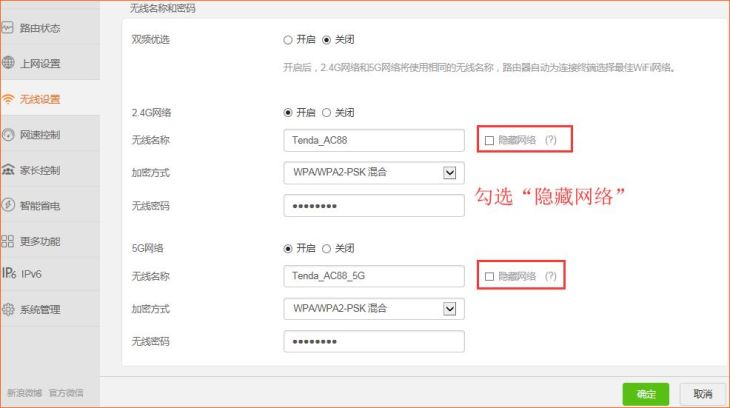 无线名称和密码
路由状态
双频优选 开启 关闭
开启后，2.4G网络和5G网络将使用相同的无线名称，路由器自动为连接终端选择最佳WiFi网络。
上网设置
无线设置
2.4G网络 开启 关闭
网速控制
无线名称 Tenda_AC88 隐藏网络 (?)
家长控制
加密方式 WPA/WPA2-PSK 混合
勾选“隐藏网络”
智能省电
无线密码 ●●●●●●●●
更多功能
5G网络 开启 关闭
IPv6 IPv6
无线名称 Tenda_AC88_5G 隐藏网络 (?)
系统管理
加密方式 WPA/WPA2-PSK 混合
无线密码 ●●●●●●●●
新浪微博 官方微信
确定 取消